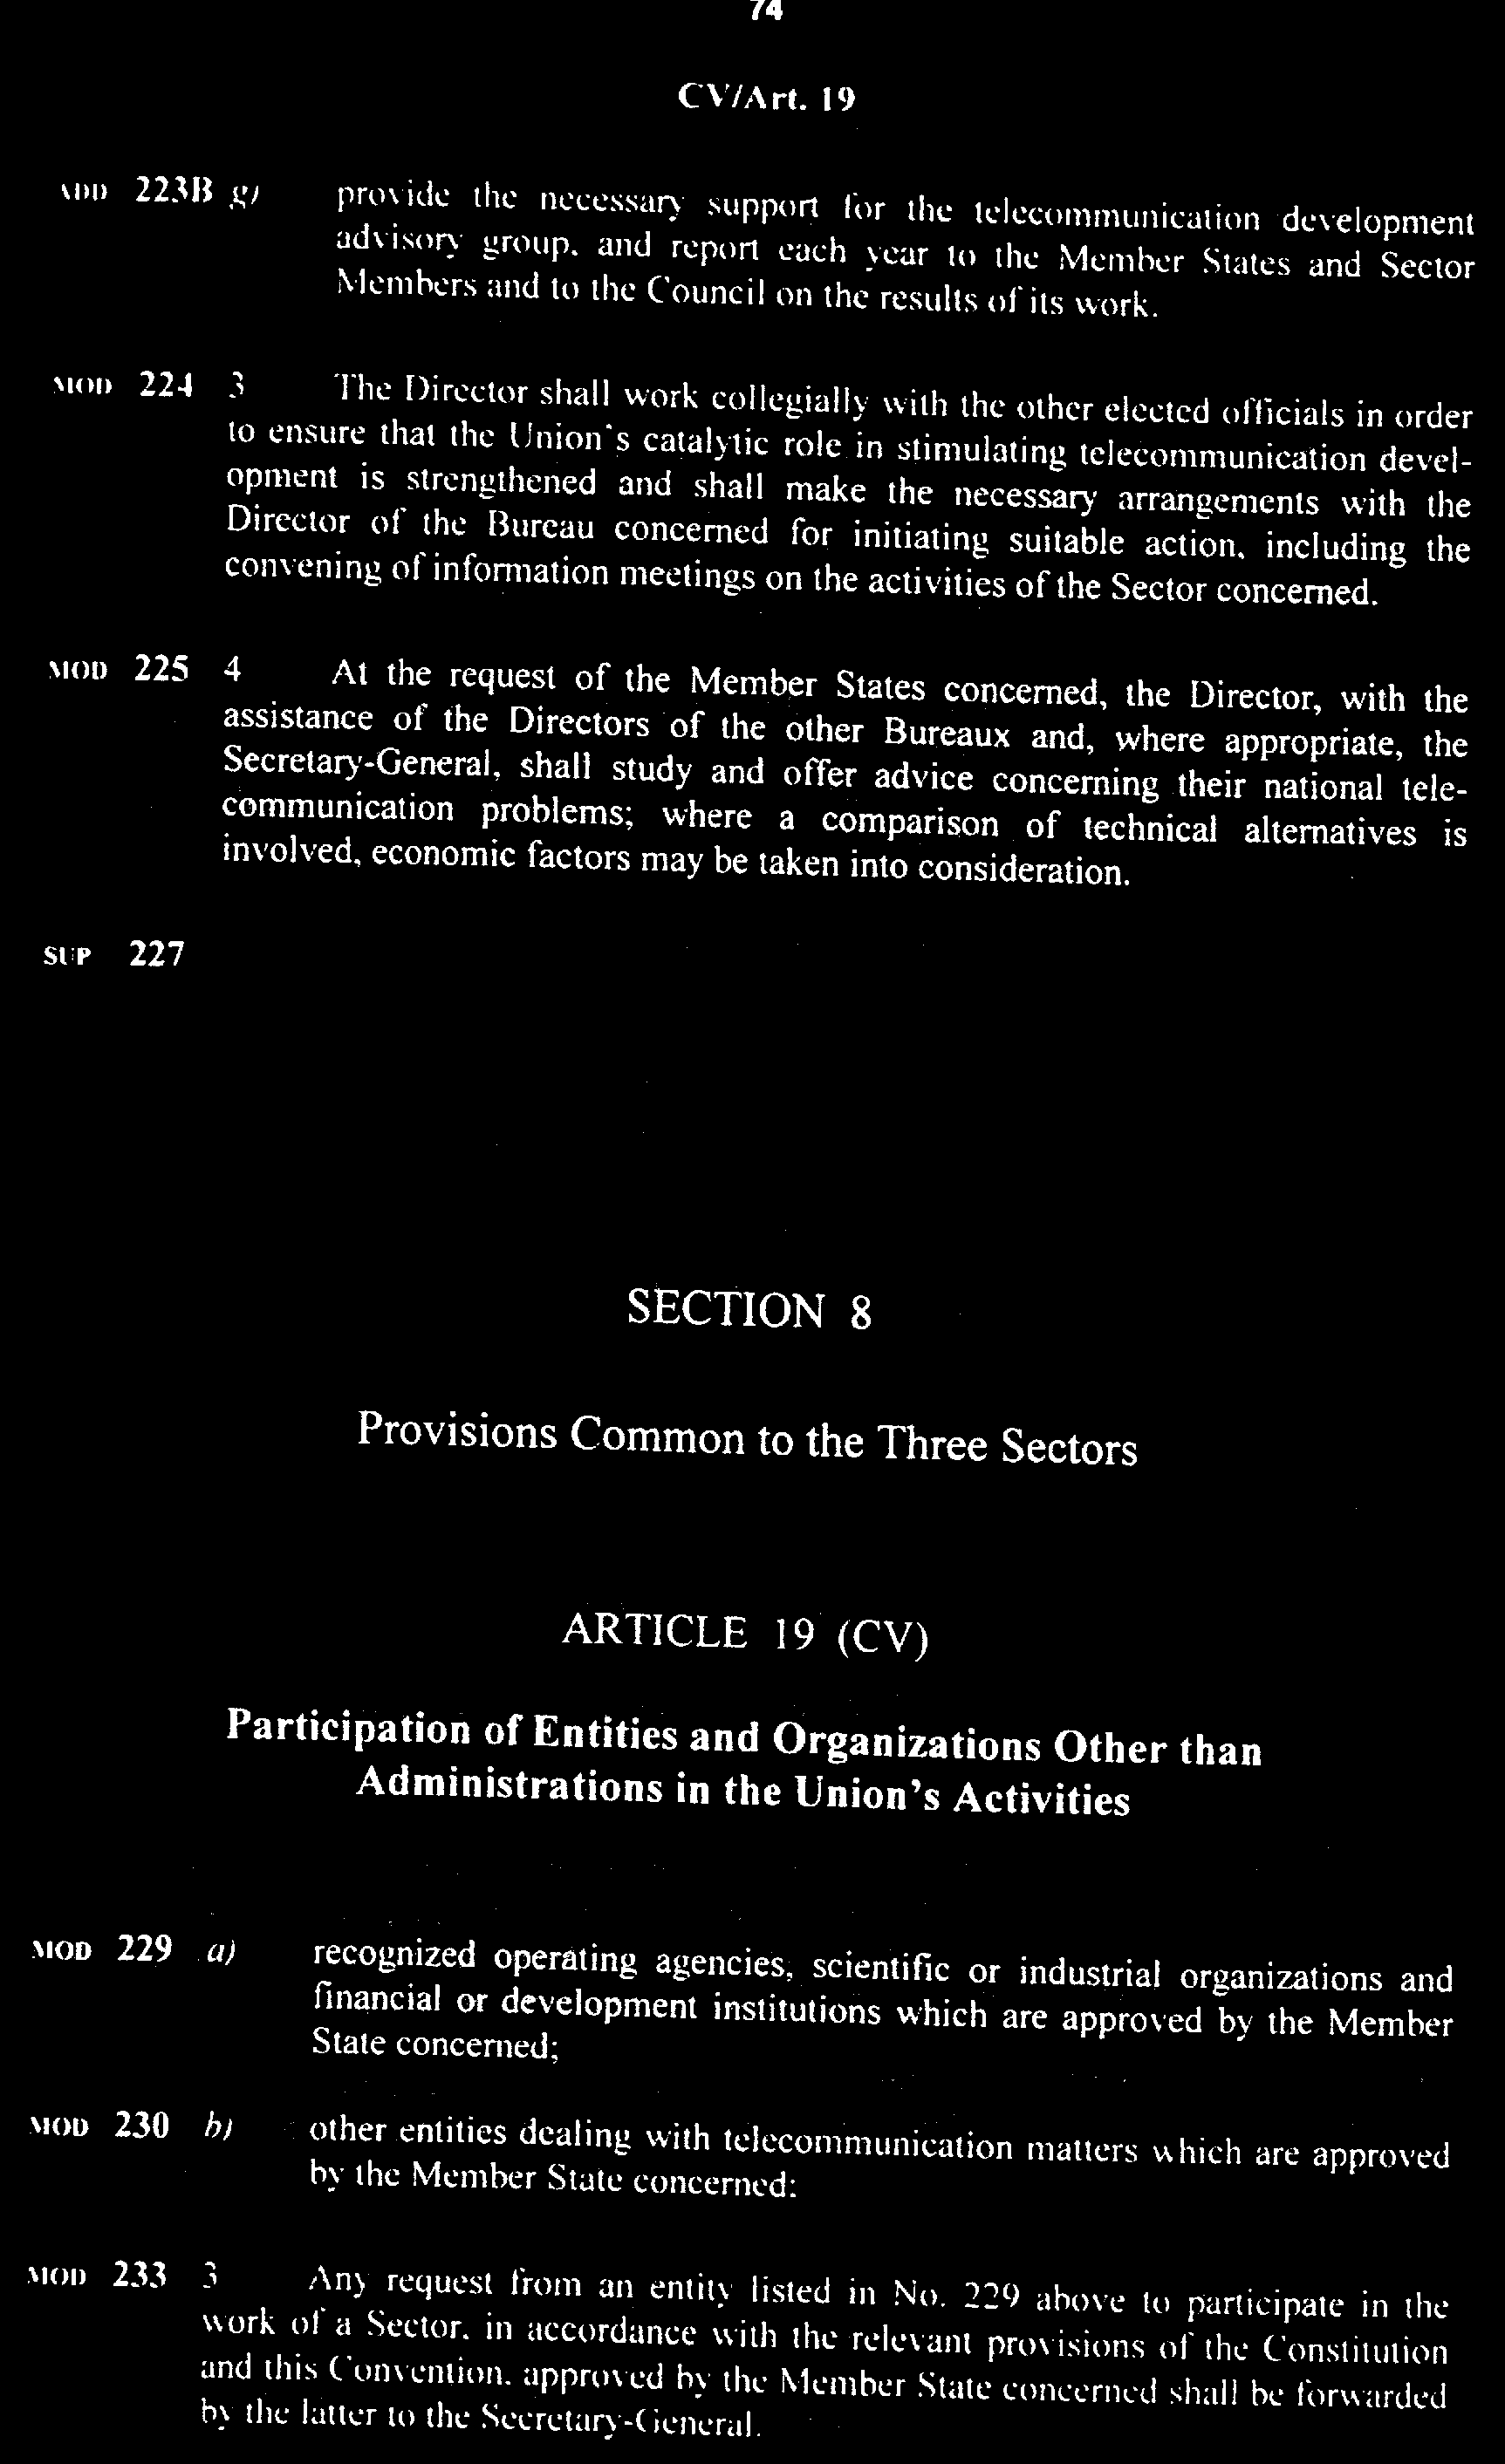 74
CV/Art. 19
ADD 223B g) provide the necessary support for the telecommunication development
advisory group, and report each year to the Member States and Sector
Members and to the Council on the results of its work.
MOD 224 3 The Director shall work collegially with the other elected officials in order
to ensure that the Union's catalytic role in stimulating telecommunication devel-
opment is strengthened and shall make the necessary arrangements with the
Director of the Bureau concerned for initiating suitable action, including the
convening of information meetings on the activities of the Sector concerned.
MOD 225 4 At the request of the Member States concerned, the Director, with the
assistance of the Directors of the other Bureaux and, where appropriate, the
Secretary-General, shall study and offer advice concerning their national tele-
communication problems; where a comparison of technical alternatives is
involved, economic factors may be taken into consideration.
SUP 227
SECTION 8
Provisions Common to the Three Sectors
ARTICLE 19 (CV)
Participation of Entities and Organizations Other than
Administrations in the Union's Activities
MOD 229 a) recognized operating agencies, scientific or industrial organizations and
financial or development institutions which are approved by the Member
State concerned;
MOD 230 b) other entities dealing with telecommunication matters which are approved
by the Member State concerned;
MOD 233 3 Any request from an entity listed in No. 229 above to participate in the
work of a Sector, in accordance with the relevant provisions of the Constitution
and this Convention, approved by the Member State concerned shall be forwarded
by the latter to the Secretary-General.